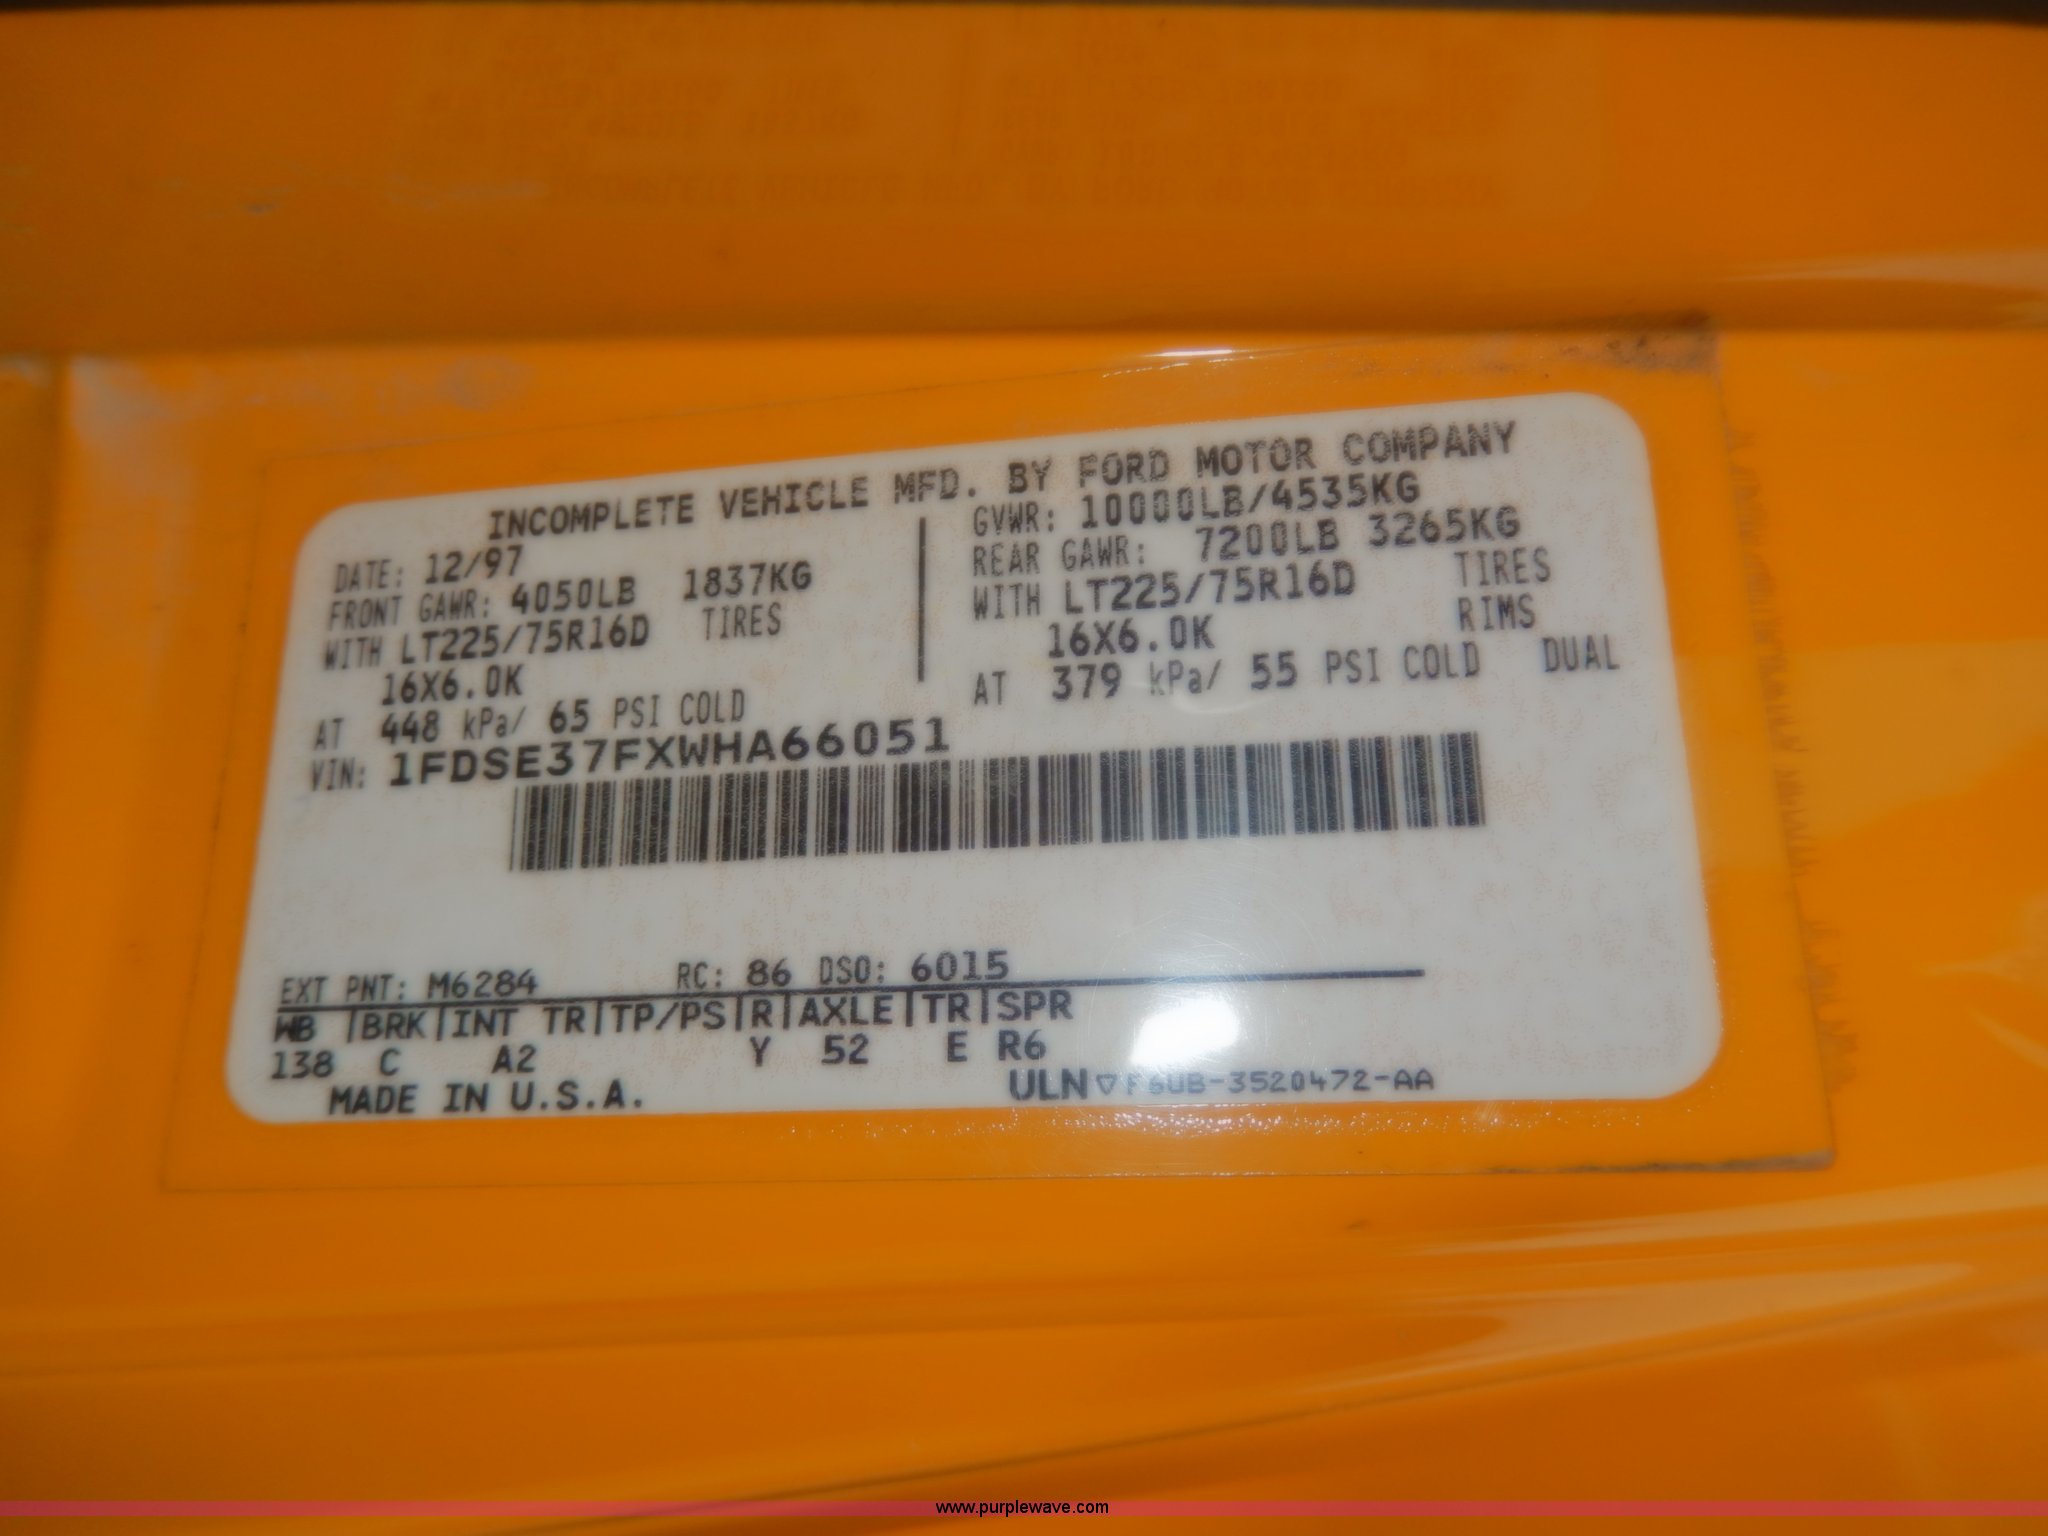 INCOMPLETE VEHICLE MFD. BY FORD MOTOR COMPANY
DATE: 12/97
FRONT GAWR: 4050LB 1837KG
WITH LT225/75R16D TIRES
16X6.0K
AT 448 kPa/ 65 PSI COLD
GVWR: 10000LB/4535KG
REAR GAWR: 7200LB 3265KG
WITH LT225/75R16D TIRES
16X6.0K RIMS
AT 379 kPa/ 55 PSI COLD DUAL
VIN: 1FDSE37FXWHA66051
EXT PNT: M6284 RC: 86 DSO: 6015
WB |BRK|INT TR|TP/PS|R|AXLE|TR|SPR
138 C A2 Y 52 E R6
MADE IN U.S.A.
ULN▽F6UB-3520472-AA
www.purplewave.com